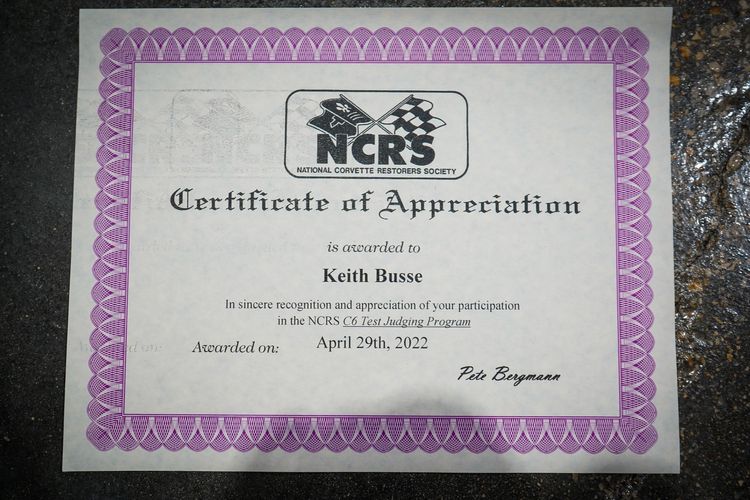 NCRS
NATIONAL CORVETTE RESTORERS SOCIETY
Certificate of Appreciation
is awarded to
Keith Busse
In sincere recognition and appreciation of your participation
in the NCRS C6 Test Judging Program
Awarded on: April 29th, 2022
Pete Bergmann